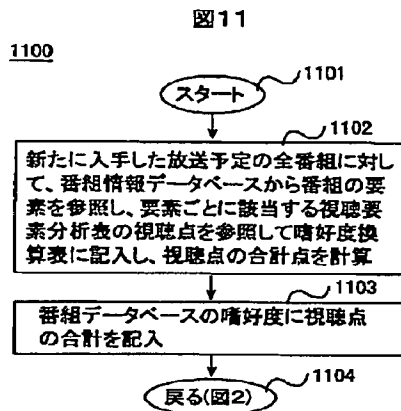 図11
1100
1101
スタート
1102
新たに入手した放送予定の全番組に対し
て、番組情報データベースから番組の要
素を参照し、要素ごとに該当する視聴要
素分析表の視聴点を参照して嗜好度換
算表に記入し、視聴点の合計点を計算
1103
番組データベースの嗜好度に視聴点
の合計を記入
1104
戻る(図2)